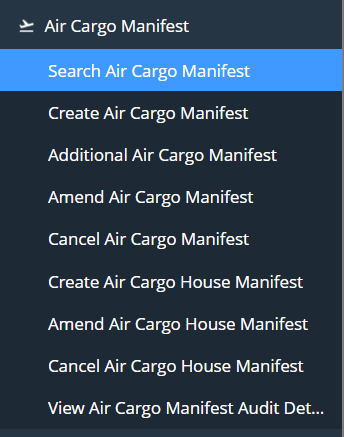 Air Cargo Manifest
Search Air Cargo Manifest
Create Air Cargo Manifest
Additional Air Cargo Manifest
Amend Air Cargo Manifest
Cancel Air Cargo Manifest
Create Air Cargo House Manifest
Amend Air Cargo House Manifest
Cancel Air Cargo House Manifest
View Air Cargo Manifest Audit Det...